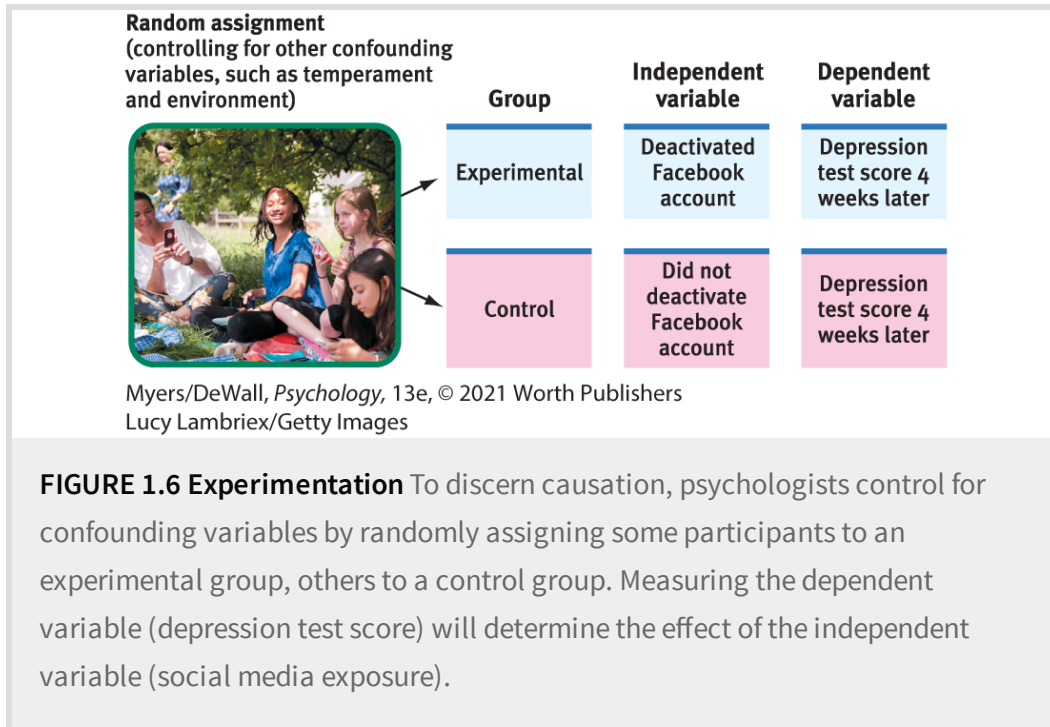 Random assignment
(controlling for other confounding
variables, such as temperament
and environment)
Group
Independent
variable
Dependent
variable
Experimental
Deactivated
Facebook
account
Depression
test score 4
weeks later
Control
Did not
deactivate
Facebook
account
Depression
test score 4
weeks later
Myers/DeWall, Psychology, 13e, © 2021 Worth Publishers
Lucy Lambriex/Getty Images
FIGURE 1.6 Experimentation To discern causation, psychologists control for
confounding variables by randomly assigning some participants to an
experimental group, others to a control group. Measuring the dependent
variable (depression test score) will determine the effect of the independent
variable (social media exposure).